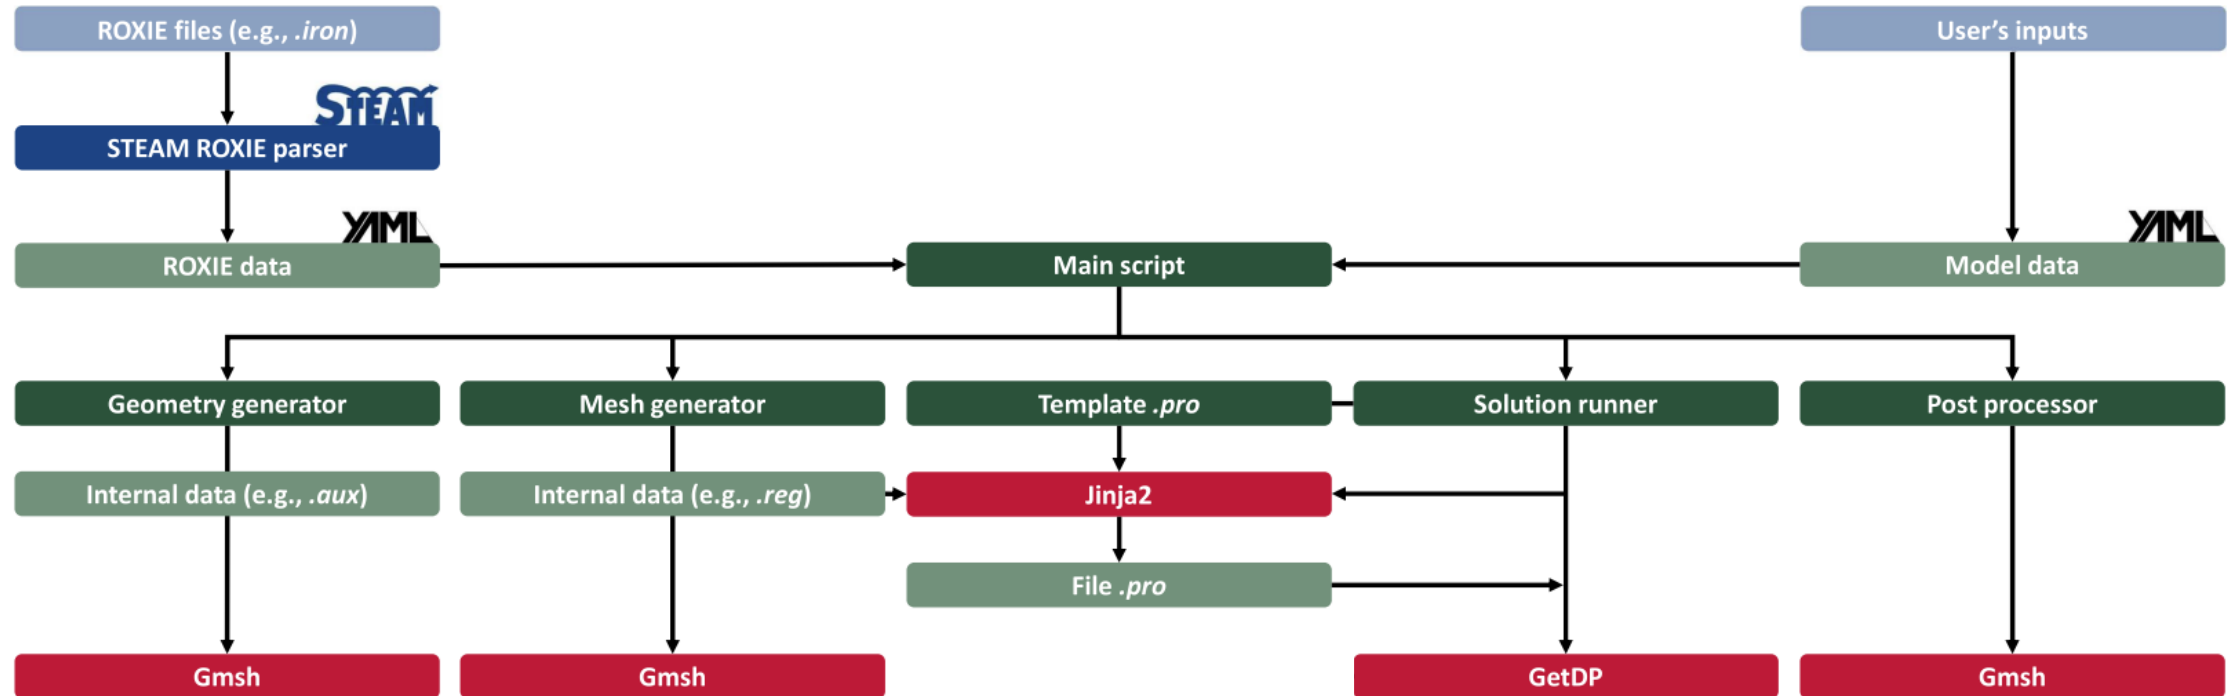 ROXIE files (e.g., .iron)
User's inputs
STEAM
STEAM ROXIE parser
YAML
YAML
ROXIE data
Main script
Model data
Geometry generator
Mesh generator
Template .pro
Solution runner
Post processor
Internal data (e.g., .aux)
Internal data (e.g., .reg)
Jinja2
File .pro
Gmsh
Gmsh
GetDP
Gmsh